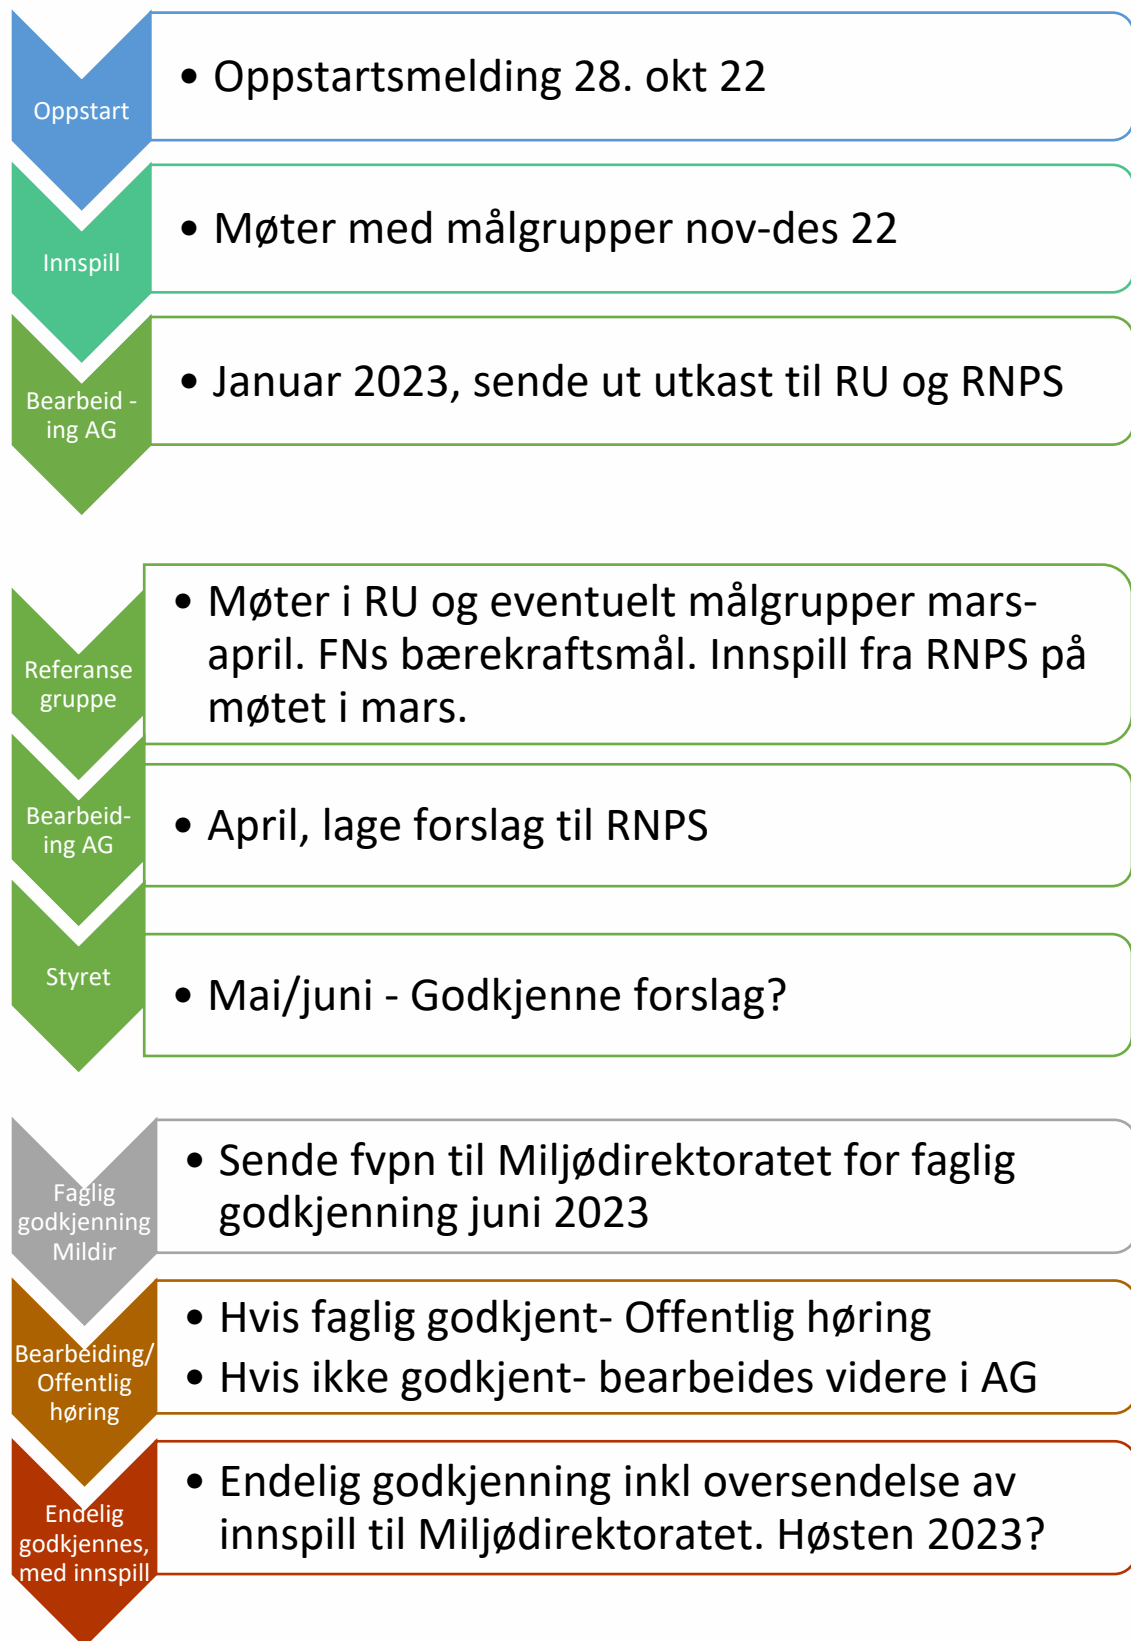 Oppstart
• Oppstartsmelding 28. okt 22
Innspill
• Møter med målgrupper nov-des 22
Bearbeid -
ing AG
• Januar 2023, sende ut utkast til RU og RNPS
Referanse
gruppe
• Møter i RU og eventuelt målgrupper mars-
april. FNs bærekraftsmål. Innspill fra RNPS på
møtet i mars.
Bearbeid-
ing AG
• April, lage forslag til RNPS
Styret
• Mai/juni - Godkjenne forslag?
Faglig
godkjenning
Mildir
• Sende fvpn til Miljødirektoratet for faglig
godkjenning juni 2023
Bearbeiding/
Offentlig
høring
• Hvis faglig godkjent- Offentlig høring
• Hvis ikke godkjent- bearbeides videre i AG
Endelig
godkjennes,
med innspill
• Endelig godkjenning inkl oversendelse av
innspill til Miljødirektoratet. Høsten 2023?